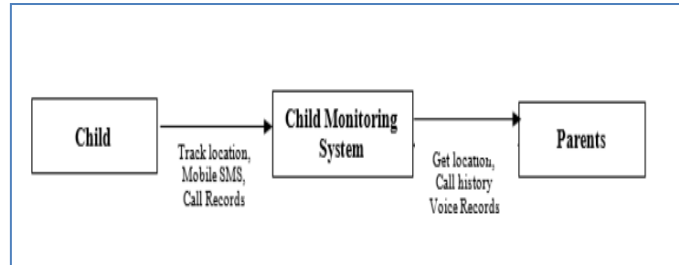 Child
Track location,
Mobile SMS,
Call Records
Child Monitoring
System
Get location,
Call history
Voice Records
Parents